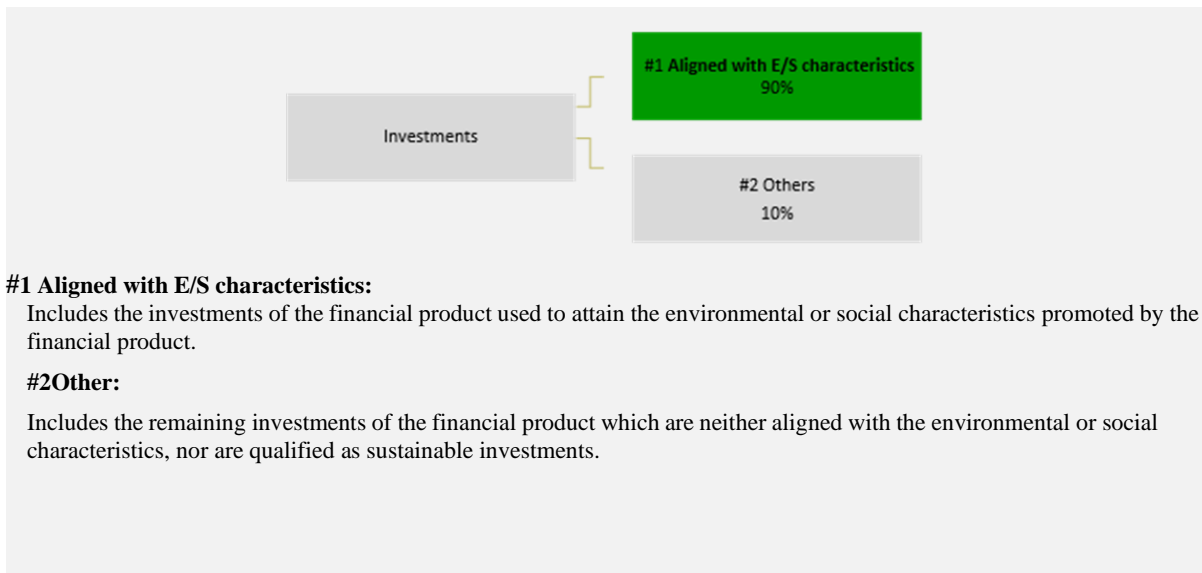 #1 Aligned with E/S characteristics
90%
Investments
#2 Others
10%
#1 Aligned with E/S characteristics:
Includes the investments of the financial product used to attain the environmental or social characteristics promoted by the
financial product.
#2Other:
Includes the remaining investments of the financial product which are neither aligned with the environmental or social
characteristics, nor are qualified as sustainable investments.